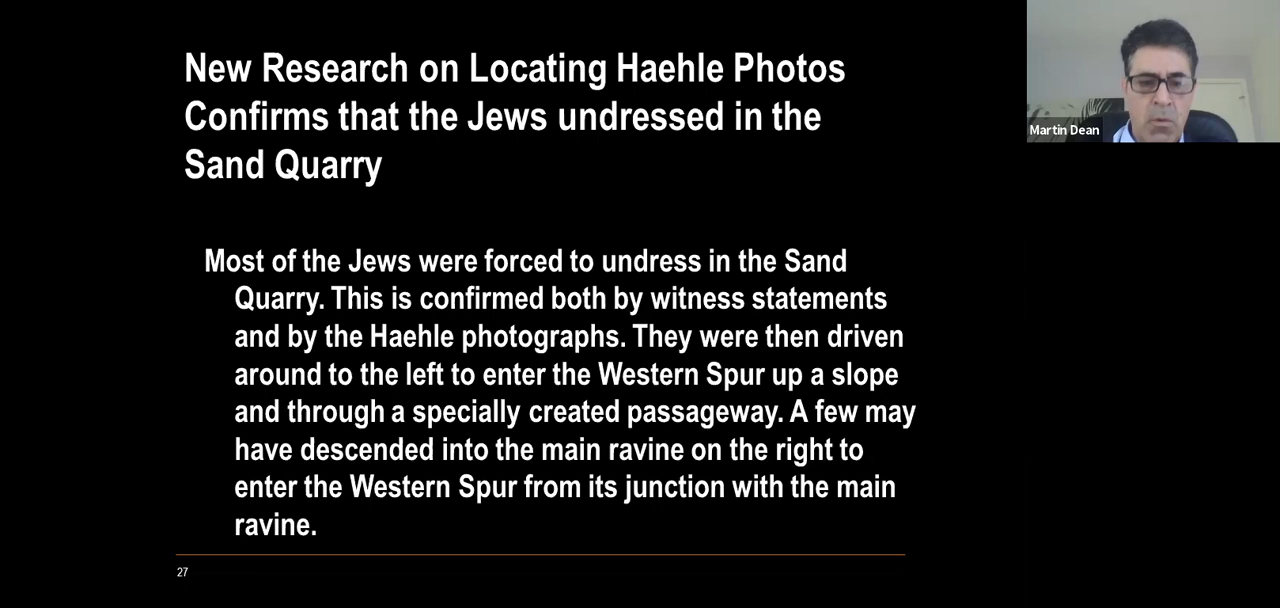 New Research on Locating Haehle Photos
Confirms that the Jews undressed in the
Sand Quarry
Martin Dean
Most of the Jews were forced to undress in the Sand
Quarry. This is confirmed both by witness statements
and by the Haehle photographs. They were then driven
around to the left to enter the Western Spur up a slope
and through a specially created passageway. A few may
have descended into the main ravine on the right to
enter the Western Spur from its junction with the main
ravine.
27